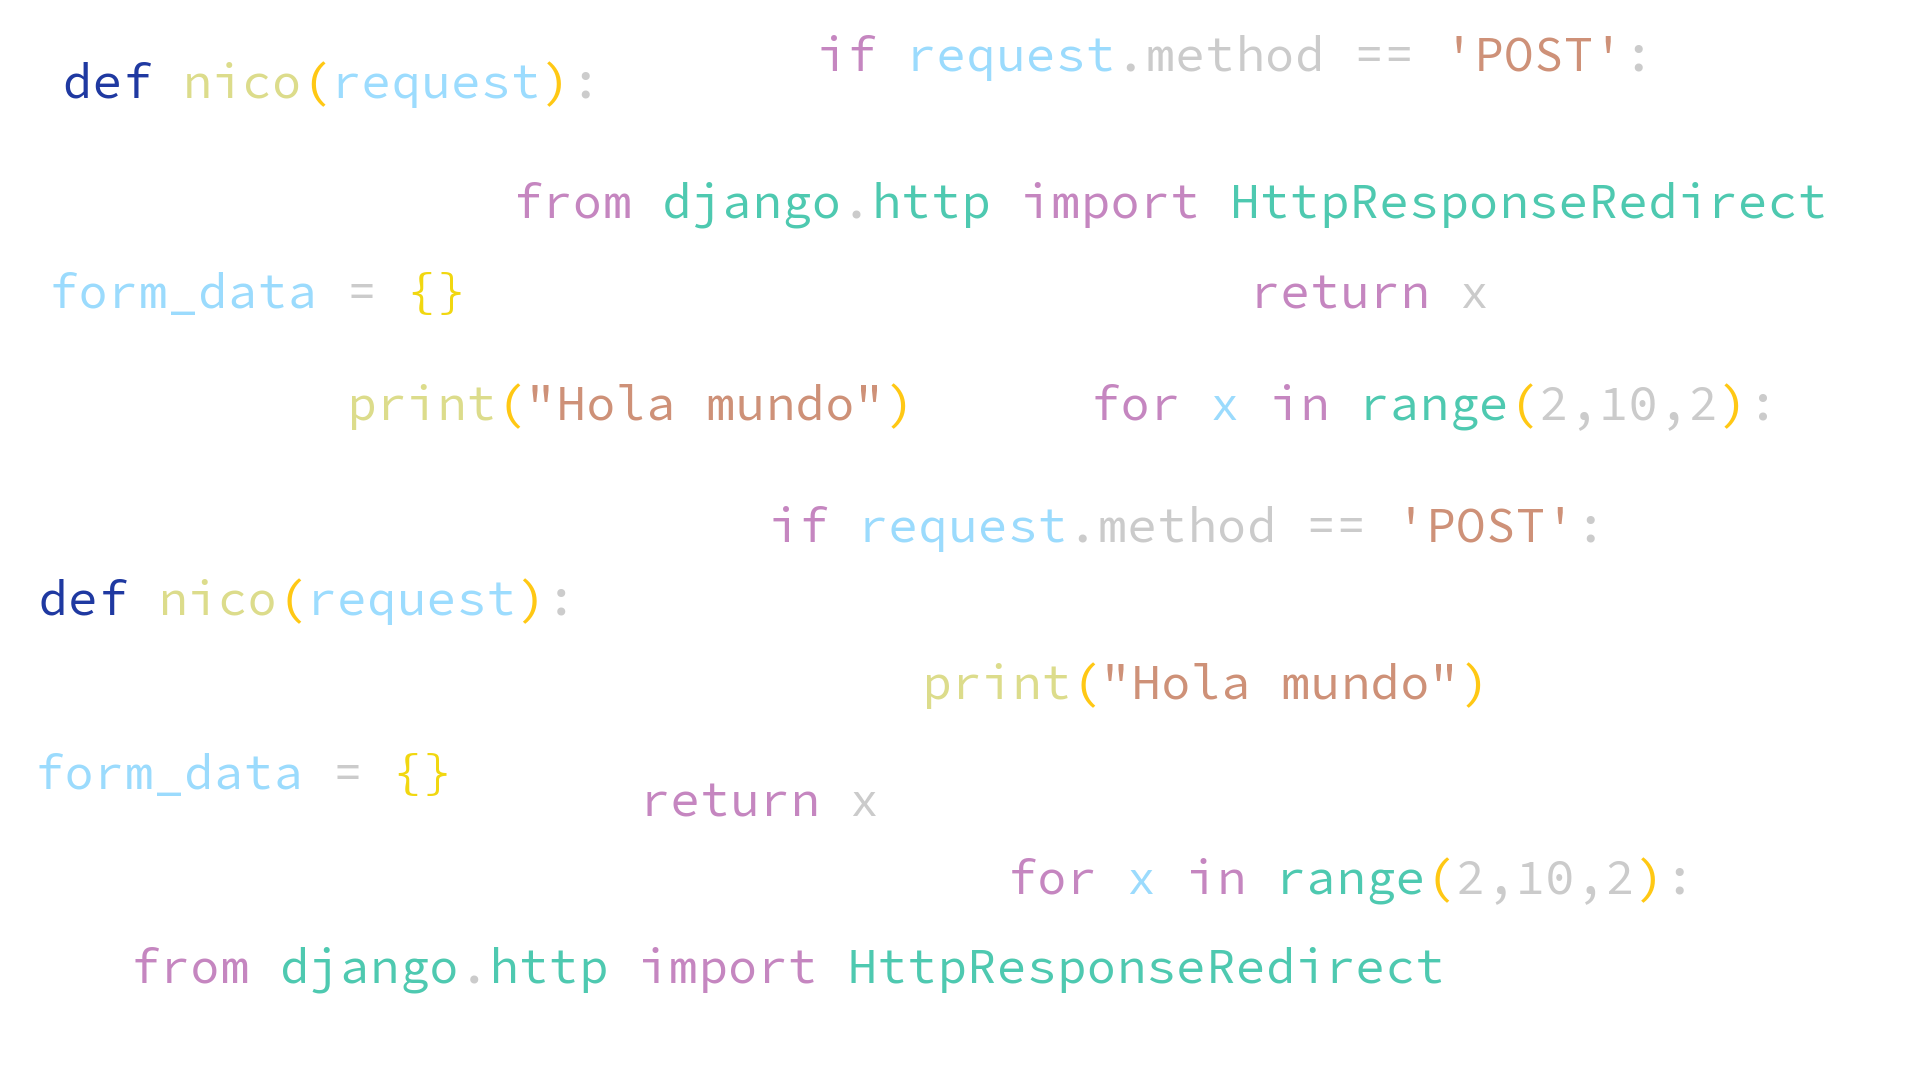 if request.method == 'POST':
def nico(request):
from django.http import HttpResponseRedirect
form_data = {}
return x
print("Hola mundo")
for x in range(2,10,2):
if request.method == 'POST':
def nico(request):
print("Hola mundo")
form_data = {}
return x
for x in range(2,10,2):
from django.http import HttpResponseRedirect